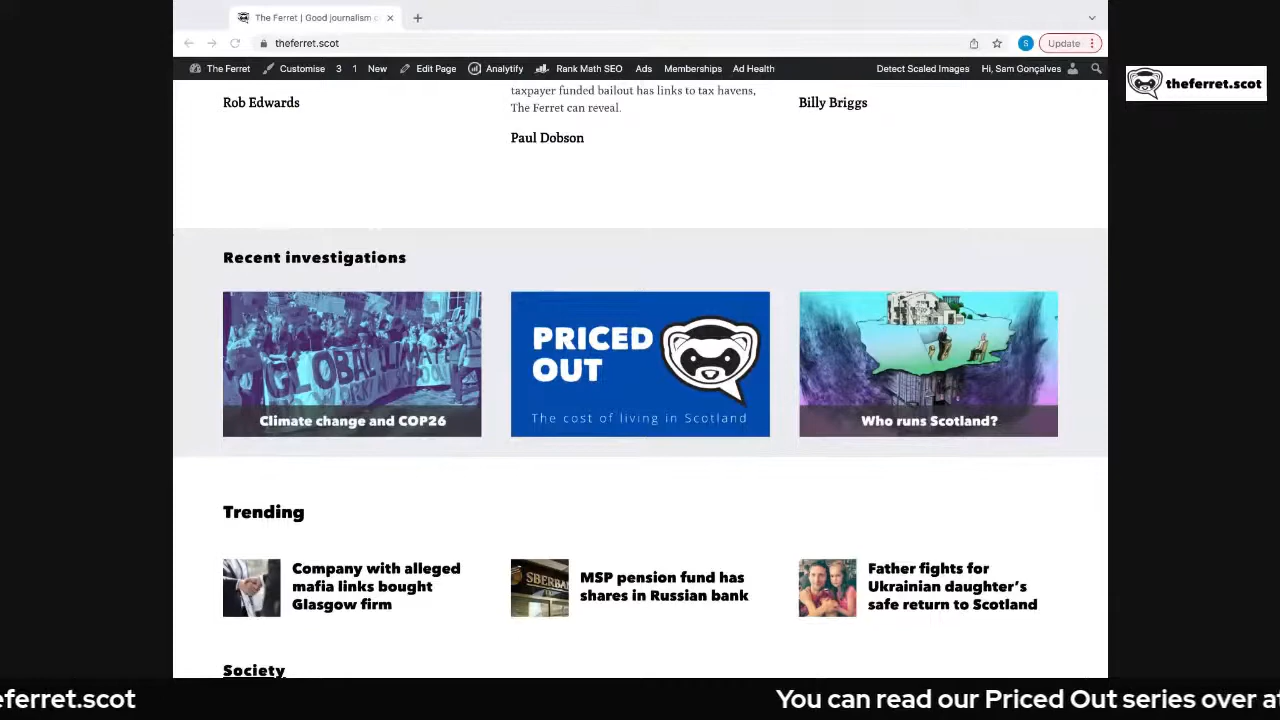 The Ferret | Good journalism c
theferret.scot
Update
The Ferret
Customise
3
1
New
Edit Page
Analytify
Rank Math SEO
Ads
Memberships
Ad Health
Detect Scaled Images
Hi, Sam Gonçalves
theferret.scot
Rob Edwards
taxpayer funded bailout has links to tax havens,
The Ferret can reveal.
Paul Dobson
Billy Briggs
Recent investigations
GLOBAL CLIMATE
Climate change and COP26
PRICED
OUT
The cost of living in Scotland
Who runs Scotland?
Trending
Company with alleged
mafia links bought
Glasgow firm
SBERBA
MSP pension fund has
shares in Russian bank
Father fights for
Ukrainian daughter's
safe return to Scotland
Society
eferret.scot
You can read our Priced Out series over at